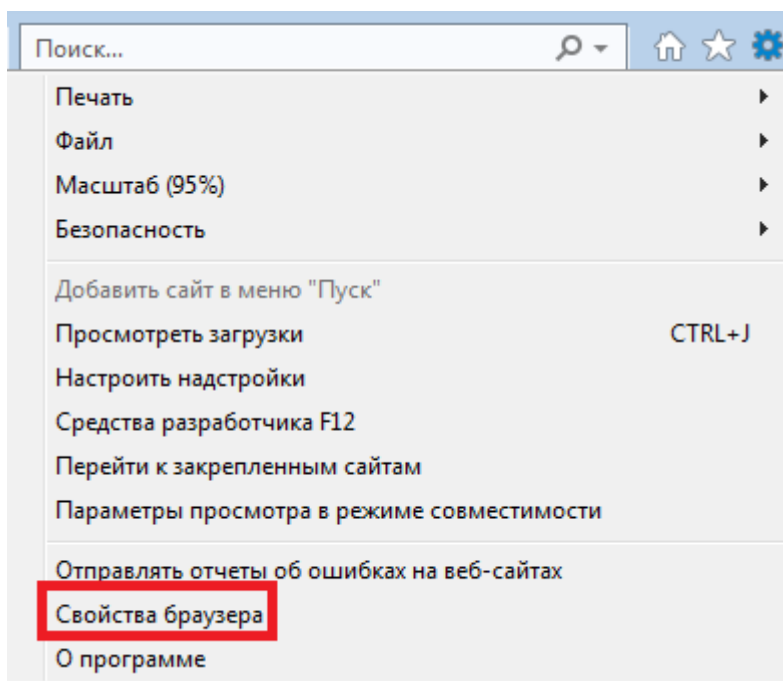 Поиск...
Печать
Файл
Масштаб (95%)
Безопасность
Добавить сайт в меню "Пуск"
Просмотреть загрузки CTRL+J
Настроить надстройки
Средства разработчика F12
Перейти к закрепленным сайтам
Параметры просмотра в режиме совместимости
Отправлять отчеты об ошибках на веб-сайтах
Свойства браузера
О программе